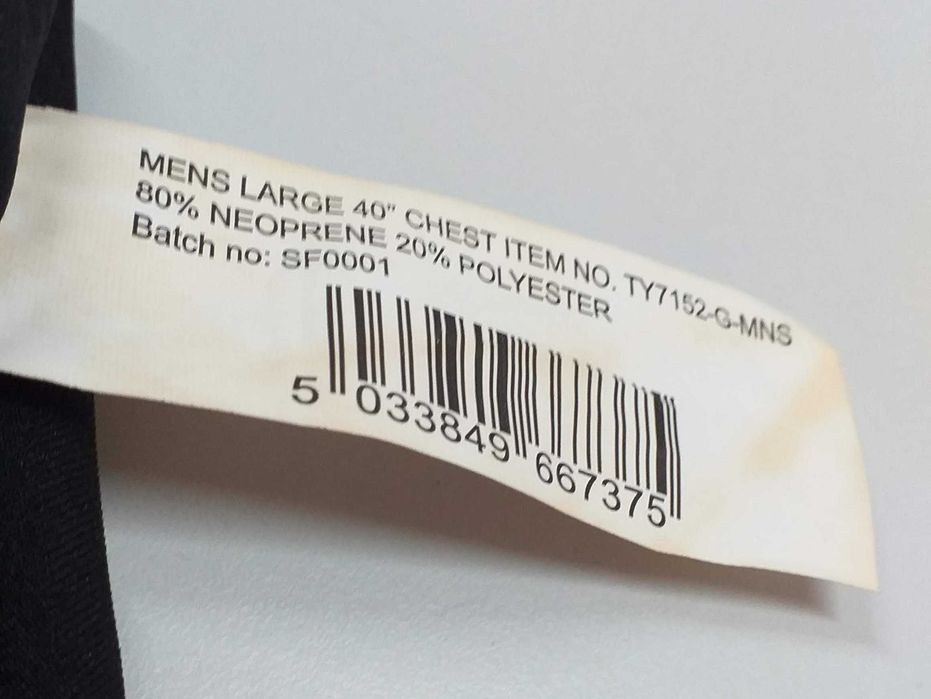 MENS LARGE 40" CHEST ITEM NO. TY7152-G-MNS
80% NEOPRENE 20% POLYESTER
Batch no: SF0001
5 033849 667375